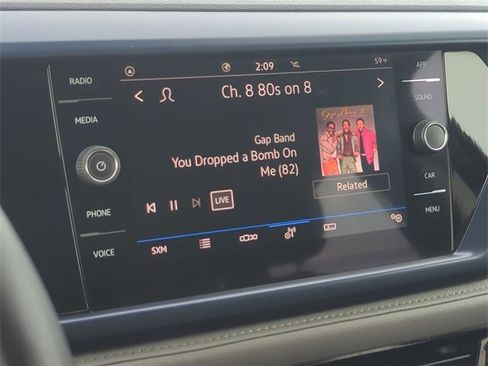 RADIO
MEDIA
PHONE
VOICE
2:09
59
Ch. 8 80s on 8
Gap Band
You Dropped a Bomb On
Me (82)
LIVE
Related
SXM
APP
SOUND
CAR
MENU